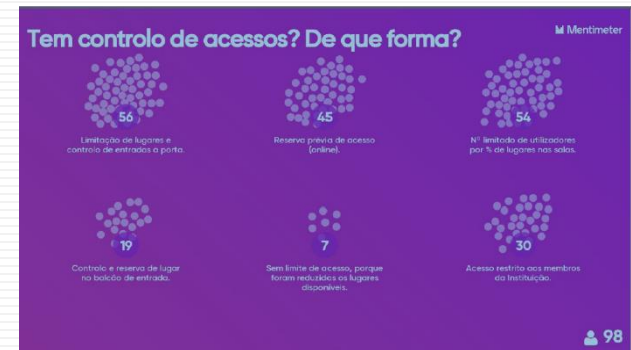 Tem controlo de acessos? De que forma?
Mentimeter
56
Limitação de lugares e
controlo de entradas à porta.
45
Reserva prévia de acesso
(online).
54
Nº limitado de utilizadores
por % de lugares nas salas.
19
Controlo e reserva de lugar
no balcão de entrada.
7
Sem limite de acesso, porque
foram reduzidos os lugares
disponíveis.
30
Acesso restrito aos membros
da Instituição.
98